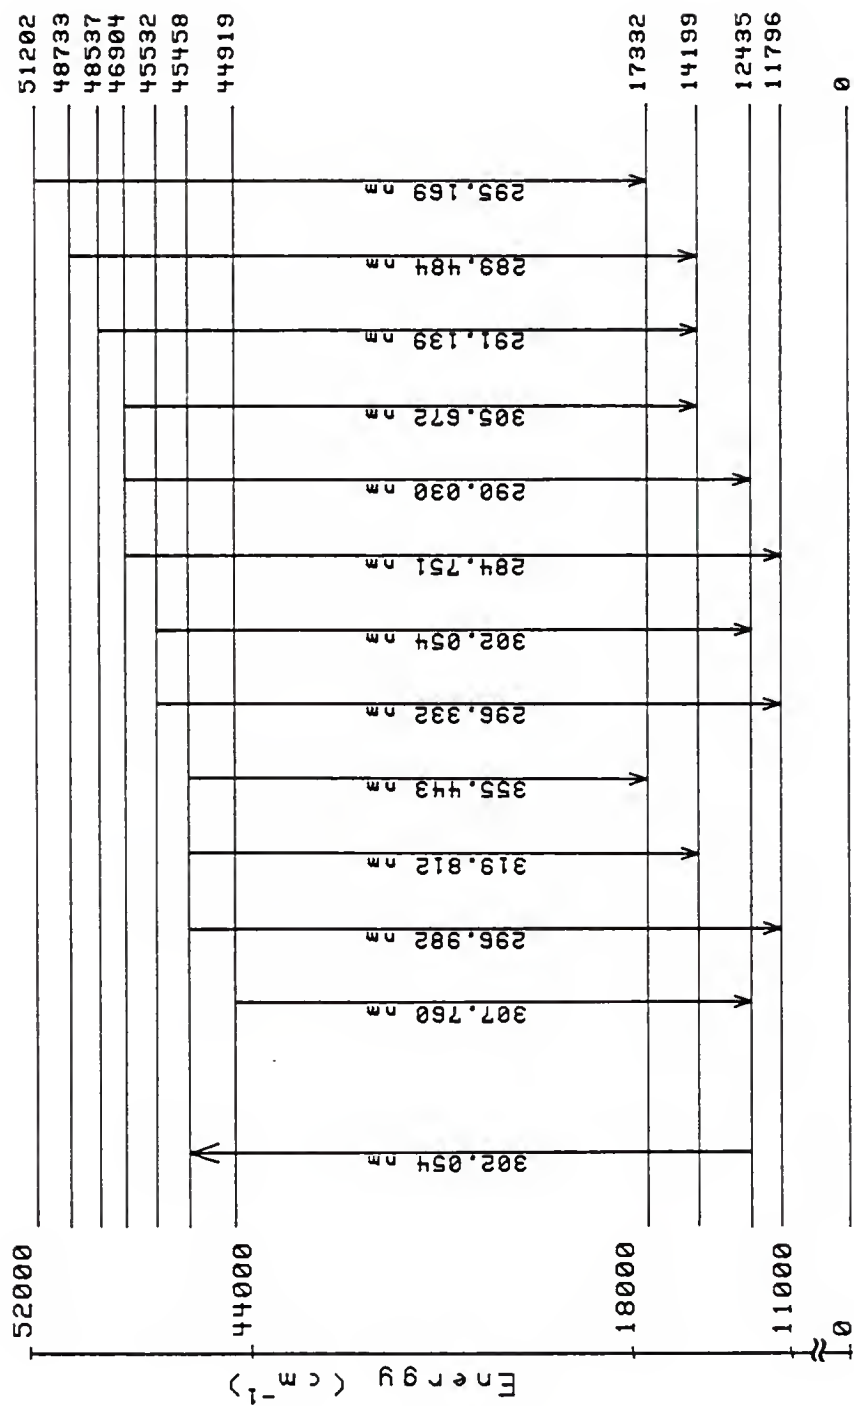 51202
48733
48537
46904
45532
45458
44919
17332
14199
12435
11796
0
295.169 nm
289.484 nm
291.139 nm
305.672 nm
290.030 nm
284.751 nm
302.054 nm
296.332 nm
355.443 nm
319.812 nm
296.982 nm
307.760 nm
302.054 nm
52000
44000
18000
11000
0
Energy (cm⁻¹)